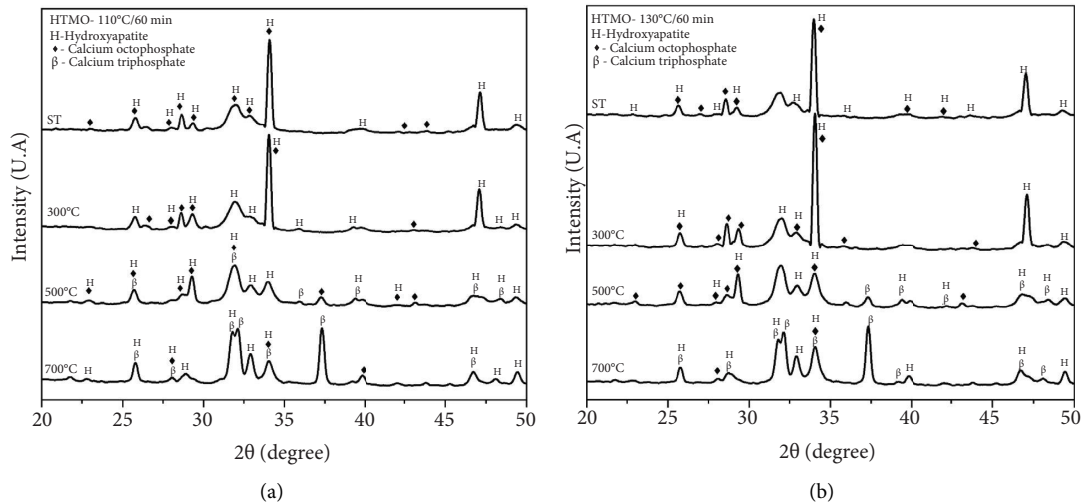 HTMO- 110°C/60 min
H-Hydroxyapatite
♦ - Calcium octophosphate
β - Calcium triphosphate
ST
300°C
500°C
700°C
Intensity (U.A)
20 25 30 35 40 45 50
2θ (degree)
(a)
HTMO- 130°C/60 min
H-Hydroxyapatite
♦ - Calcium octophosphate
β - Calcium triphosphate
ST
300°C
500°C
700°C
Intensity (U.A)
20 25 30 35 40 45 50
2θ (degree)
(b)